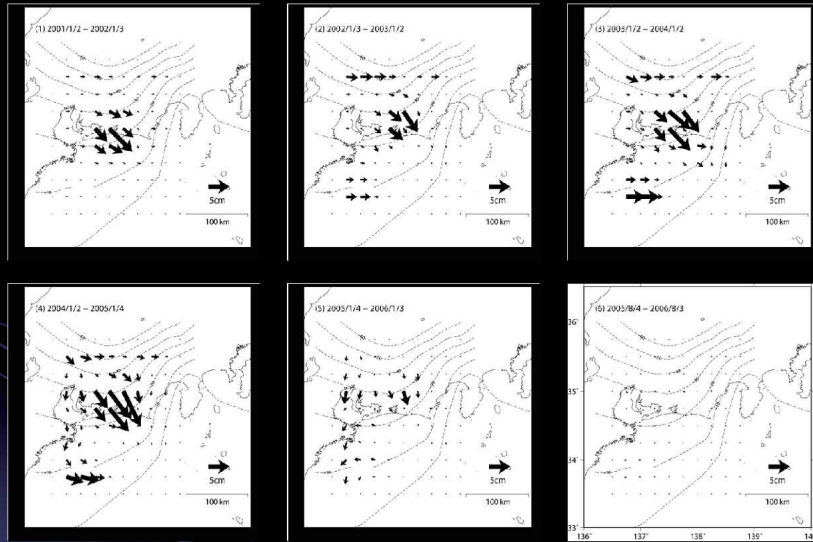 (1) 2001/1/2 – 2002/1/3
5cm
100 km
(2) 2002/1/3 – 2003/1/2
5cm
100 km
(3) 2003/1/2 – 2004/1/2
5cm
100 km
(4) 2004/1/2 – 2005/1/4
5cm
100 km
(5) 2005/1/4 – 2006/1/3
5cm
100 km
(6) 2005/8/4 – 2006/8/3
36°
35°
34°
33°
5cm
100 km
136° 137° 138° 139°